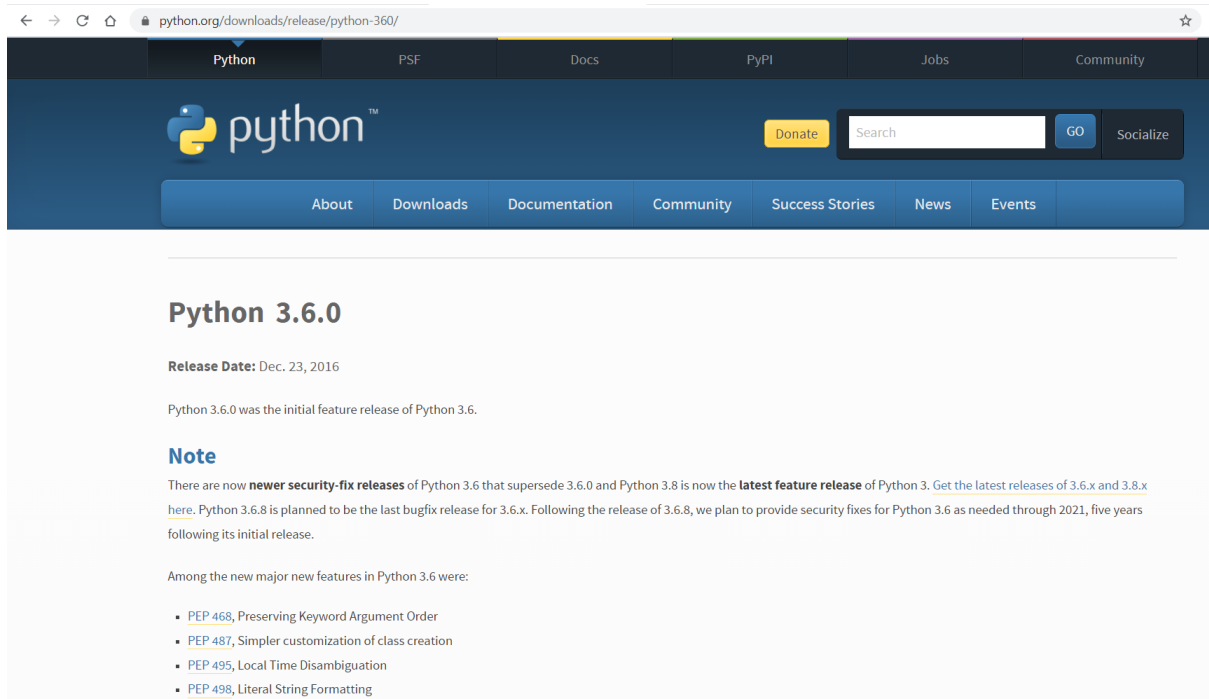 python.org/downloads/release/python-360/
Python PSF Docs PyPI Jobs Community
python™ Donate Search GO Socialize
About Downloads Documentation Community Success Stories News Events
Python 3.6.0
Release Date: Dec. 23, 2016
Python 3.6.0 was the initial feature release of Python 3.6.
Note
There are now newer security-fix releases of Python 3.6 that supersede 3.6.0 and Python 3.8 is now the latest feature release of Python 3. Get the latest releases of 3.6.x and 3.8.x
here. Python 3.6.8 is planned to be the last bugfix release for 3.6.x. Following the release of 3.6.8, we plan to provide security fixes for Python 3.6 as needed through 2021, five years
following its initial release.
Among the new major new features in Python 3.6 were:
▪ PEP 468, Preserving Keyword Argument Order
▪ PEP 487, Simpler customization of class creation
▪ PEP 495, Local Time Disambiguation
▪ PEP 498, Literal String Formatting